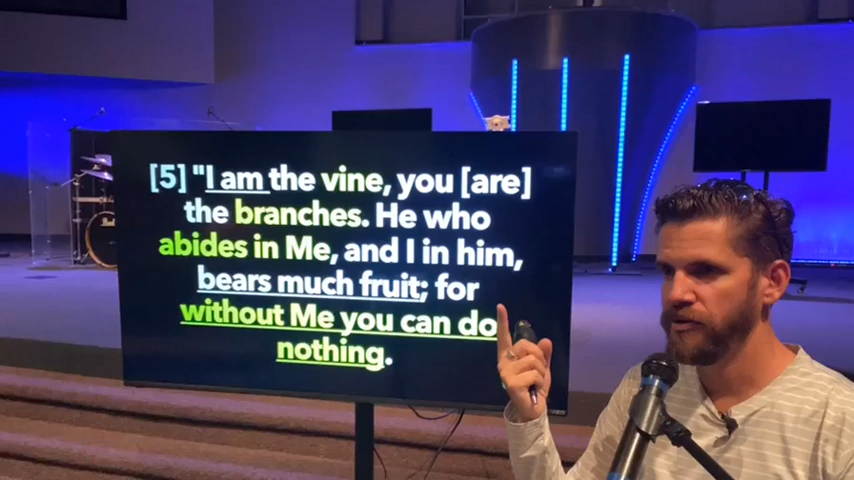 [5] "I am the vine, you [are]
the branches. He who
abides in Me, and I in him,
bears much fruit; for
without Me you can do
nothing.